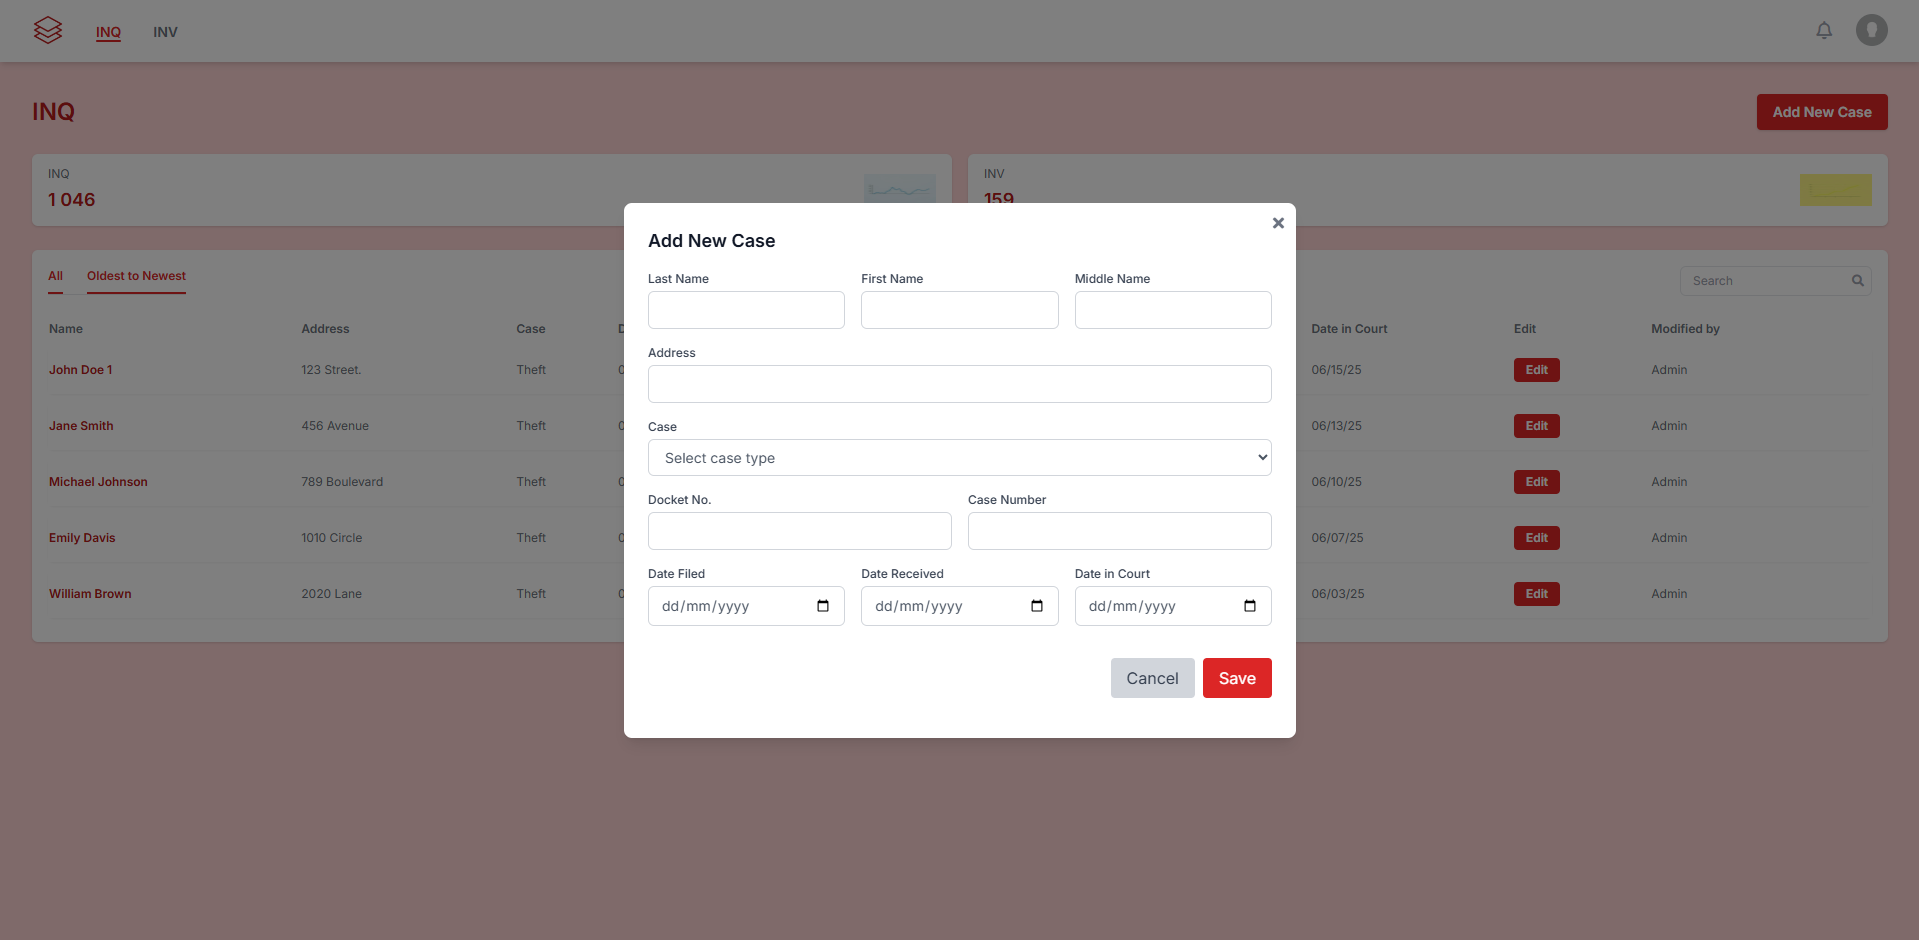 INQ INV
INQ Add New Case
INQ INV
1 046 159
Add New Case
All Oldest to Newest Search
Last Name First Name Middle Name
Name Address Case Date in Court Edit Modified by
Address
John Doe 1 123 Street. Theft 06/15/25 Edit Admin
Case
Jane Smith 456 Avenue Theft 06/13/25 Edit Admin
Select case type
Michael Johnson 789 Boulevard Theft 06/10/25 Edit Admin
Docket No. Case Number
Emily Davis 1010 Circle Theft 06/07/25 Edit Admin
Date Filed Date Received Date in Court
William Brown 2020 Lane Theft 06/03/25 Edit Admin
dd/mm/yyyy dd/mm/yyyy dd/mm/yyyy
Cancel Save